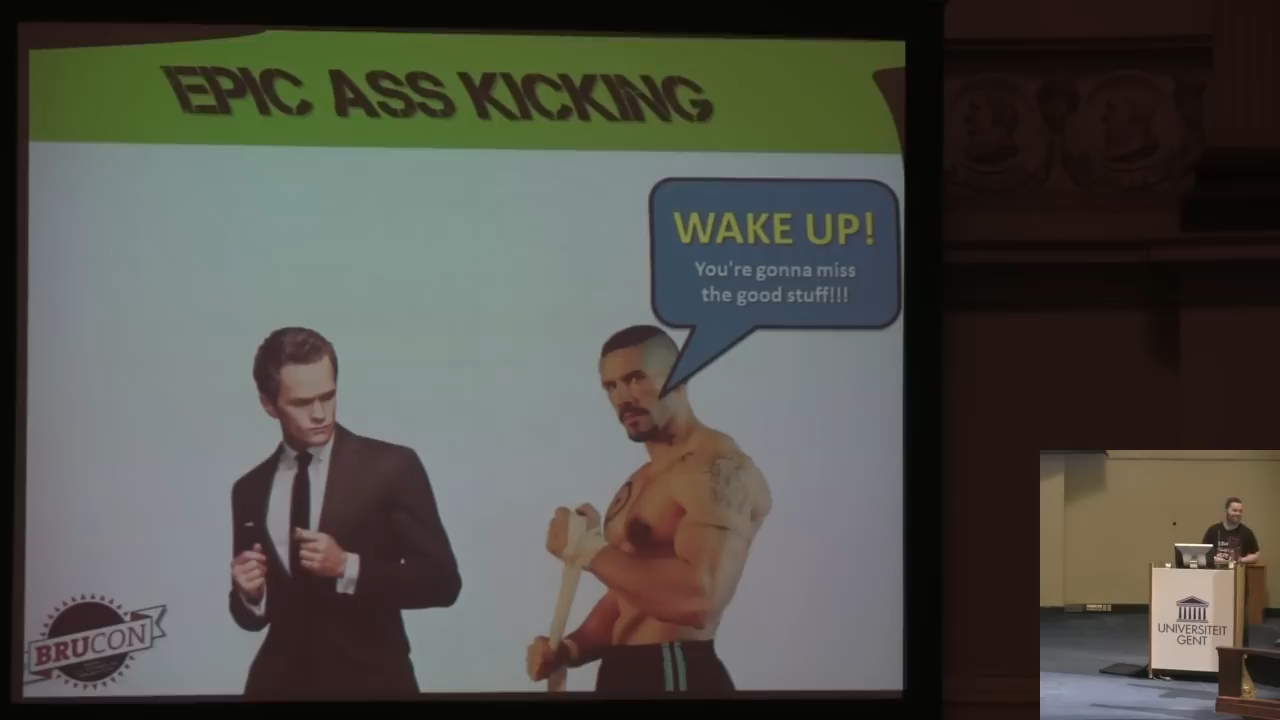 EPIC ASS KICKING
WAKE UP!
You're gonna miss
the good stuff!!!
BRUCON
UNIVERSITEIT
GENT